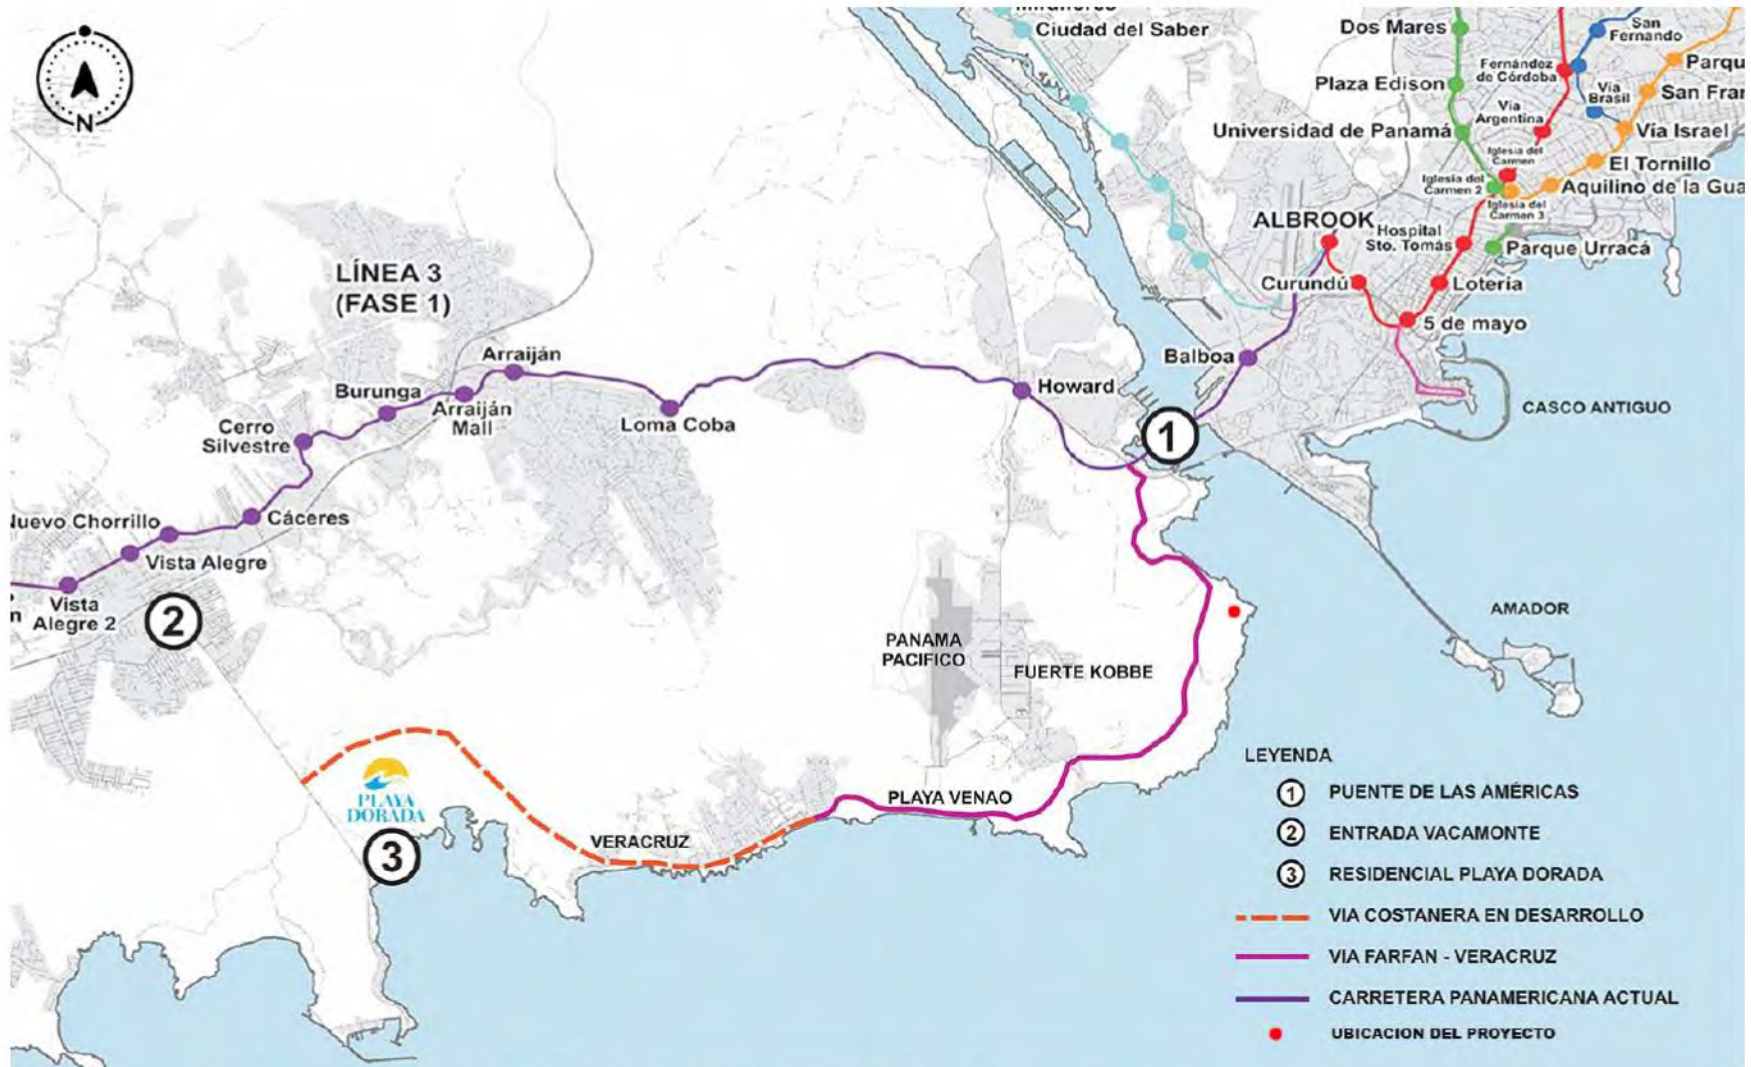 N
Ciudad del Saber
Dos Mares
San
Fernando
Fernández
de Córdoba
Plaza Edison
Vía
Brasil
Vía
Argentina
Universidad de Panamá
Vía Israel
Iglesia del
Carmen
El Tornillo
Iglesia del
Carmen 2
Aquilino de la Gua
Iglesia del
Carmen 3
ALBROOK
Hospital
Sto. Tomás
Parque Urracá
Curundú
Lotería
5 de mayo
Balboa
CASCO ANTIGUO
LÍNEA 3
(FASE 1)
Arraiján
Burunga
Arraiján
Mall
Loma Coba
Howard
Cerro
Silvestre
1
Cáceres
Nuevo Chorrillo
Vista Alegre
Vista
Alegre 2
2
AMADOR
PANAMA
PACIFICO
FUERTE KOBBE
PLAYA
DORADA
3
VERACRUZ
PLAYA VENAO
LEYENDA
1 PUENTE DE LAS AMÉRICAS
2 ENTRADA VACAMONTE
3 RESIDENCIAL PLAYA DORADA
VIA COSTANERA EN DESARROLLO
VIA FARFAN - VERACRUZ
CARRETERA PANAMERICANA ACTUAL
UBICACION DEL PROYECTO